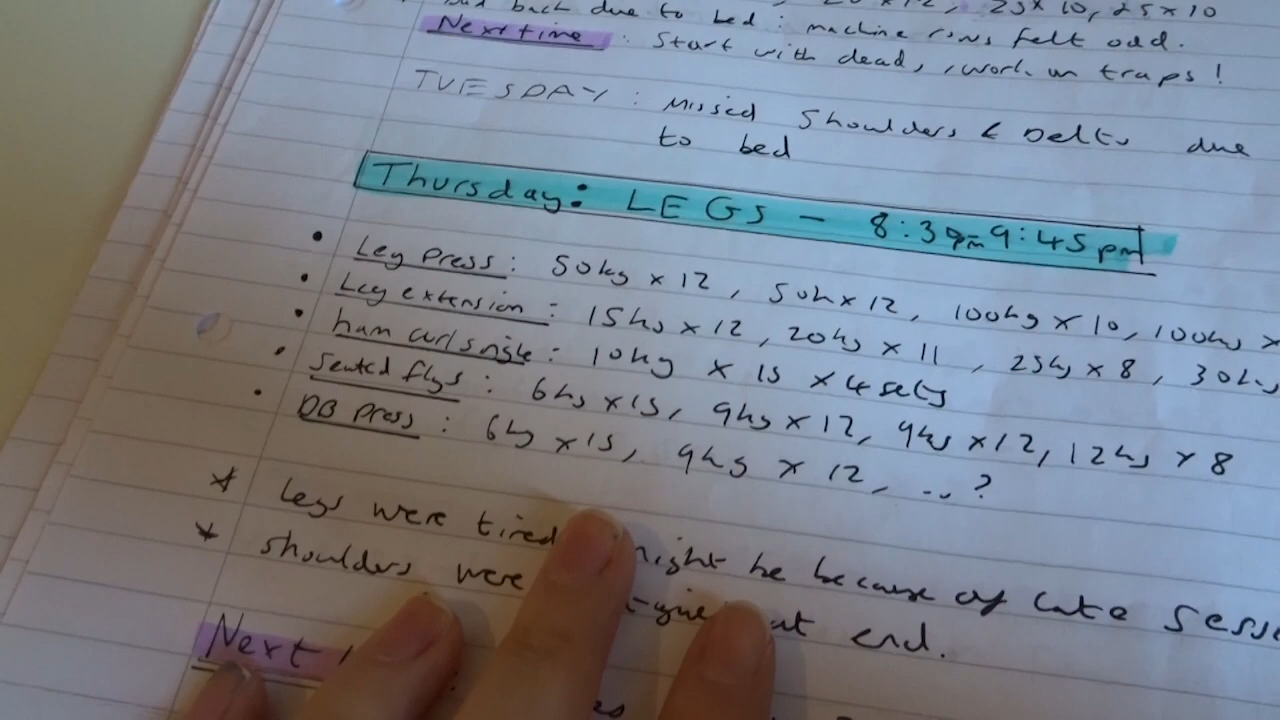 back due to bed : machine rows felt odd.
Next time : Start with dead, work on traps!
TUESDAY : Missed Shoulders & Delts due
to bed
Thursday: LEGS - 8:30pm 9:45pm
• Leg Press : 50kg x 12, 50k x 12, 100kg x 10, 100kg x
• Leg extension : 15kg x 12, 20kg x 11, 25kg x 8, 30kg
• ham curl single : 10kg x 15 x 4 sets
• Seated flys : 6kg x 15, 9kg x 12, 9kg x 12, 12kg x 8
• DB Press : 6kg x 15, 9kg x 12, ...?
* Legs were tired might be because of late Sess
* shoulders were at end.
Next